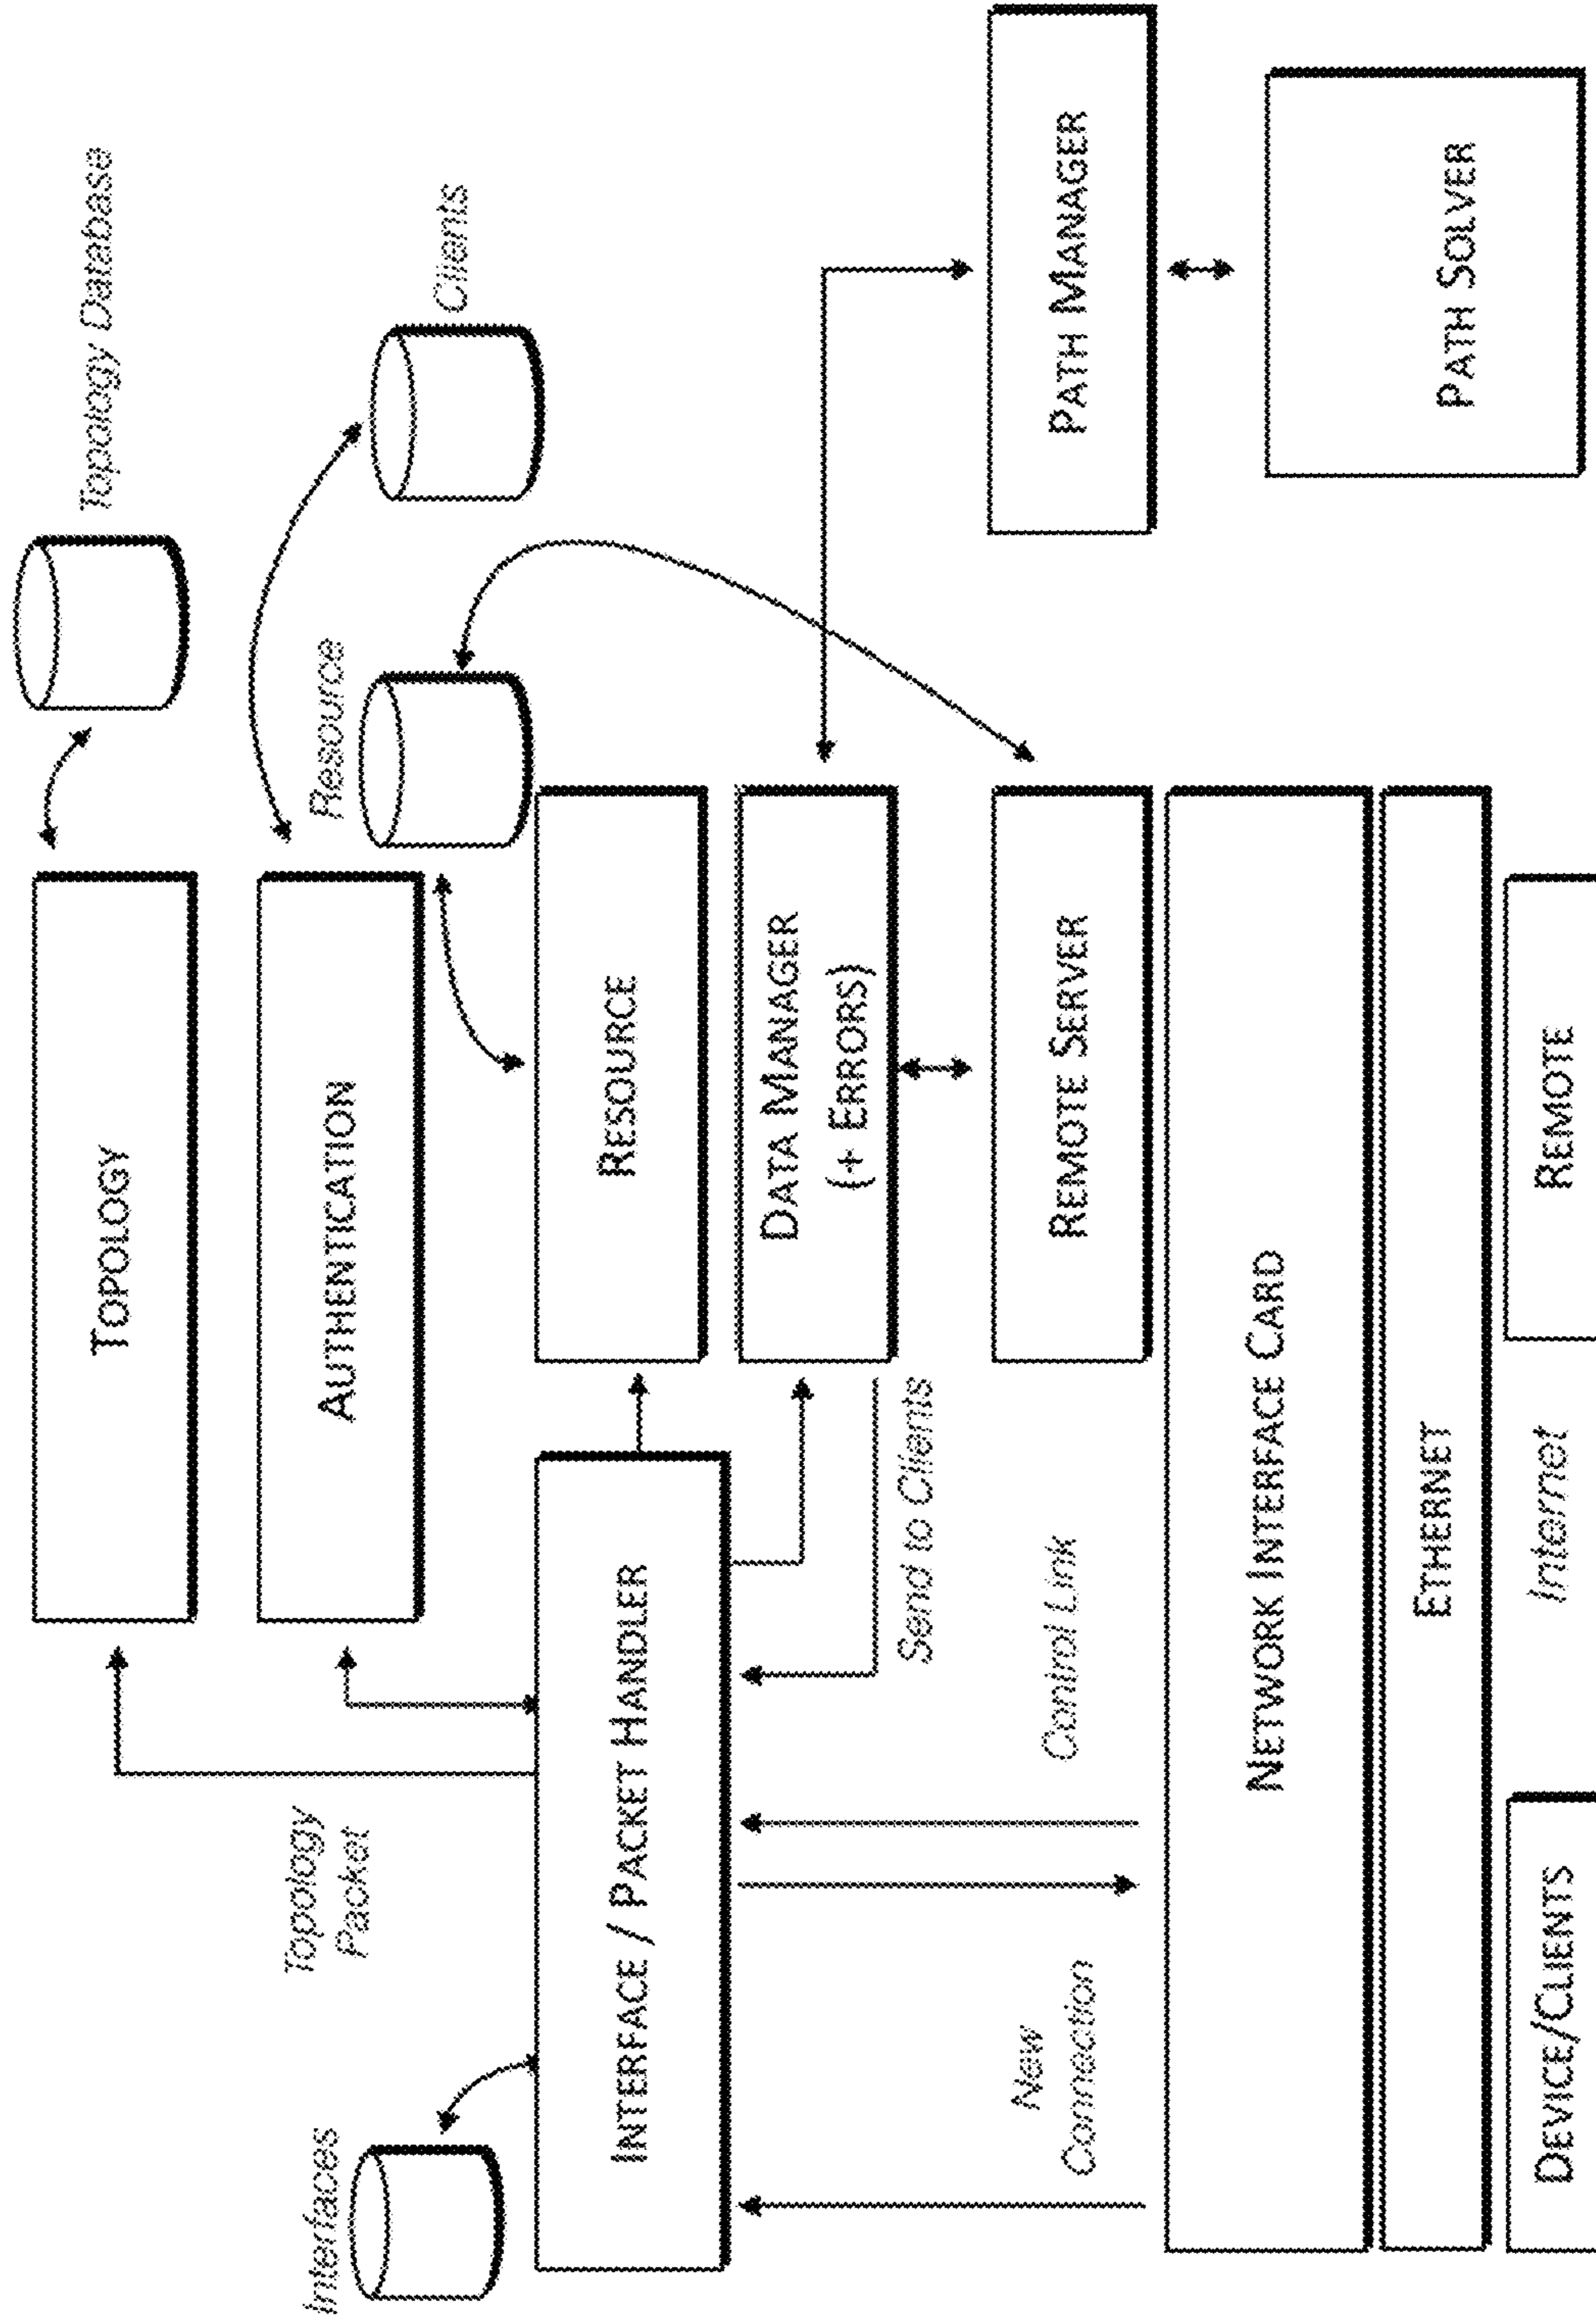 Topology Database
TOPOLOGY
Clients
AUTHENTICATION
Resource
Topology
Packet
Interfaces
RESOURCE
INTERFACE / PACKET HANDLER
DATA MANAGER
(+ ERRORS)
Send to Clients
PATH MANAGER
New
Connection
Control Link
REMOTE SERVER
NETWORK INTERFACE CARD
PATH SOLVER
ETHERNET
DEVICE/CLIENTS
Internet
REMOTE